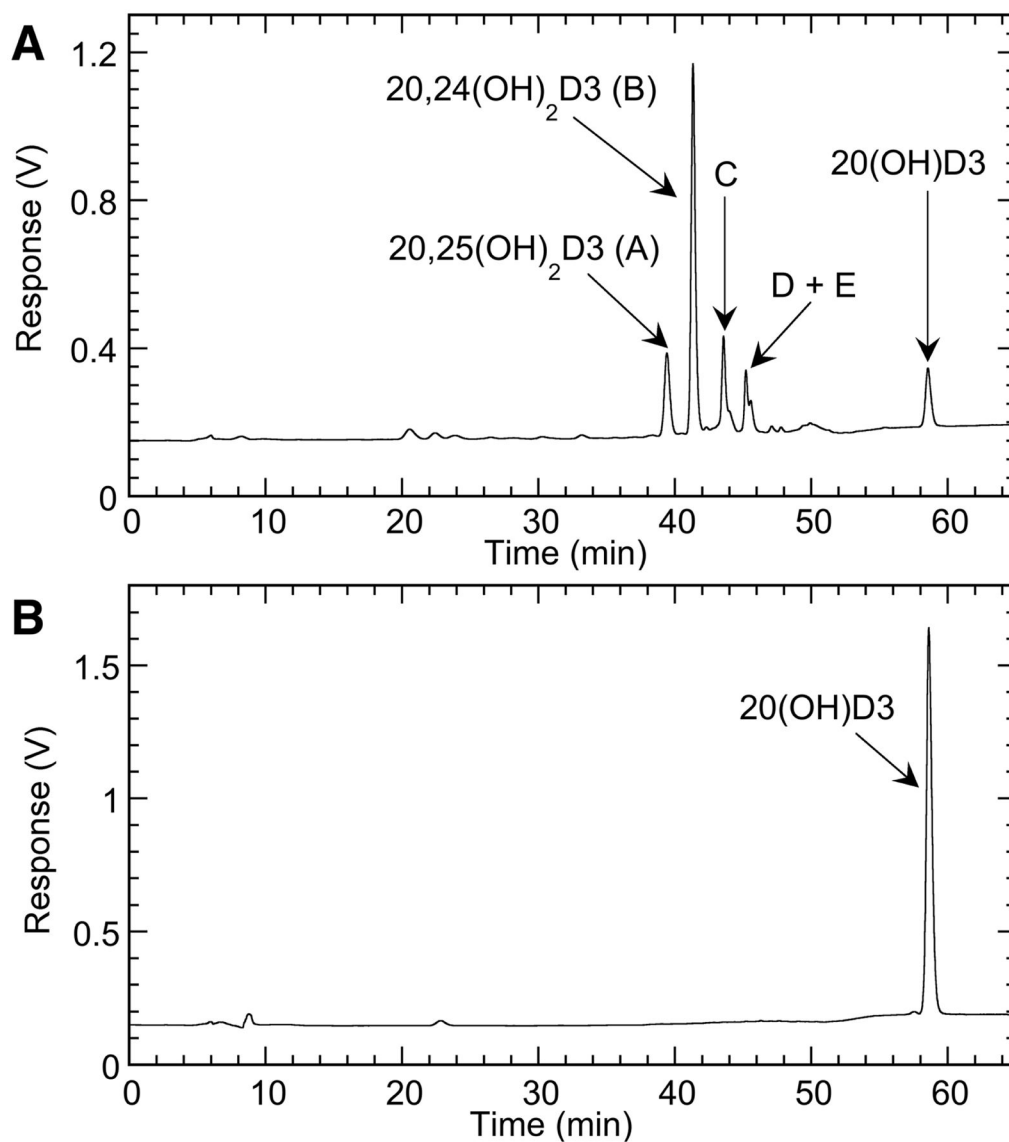 A
1.2
20,24(OH)₂D3 (B)
20(OH)D3
C
0.8
20,25(OH)₂D3 (A)
D + E
Response (V)
0.4
0
0 10 20 30 40 50 60
Time (min)
B
1.5
20(OH)D3
1
Response (V)
0.5
0
0 10 20 30 40 50 60
Time (min)